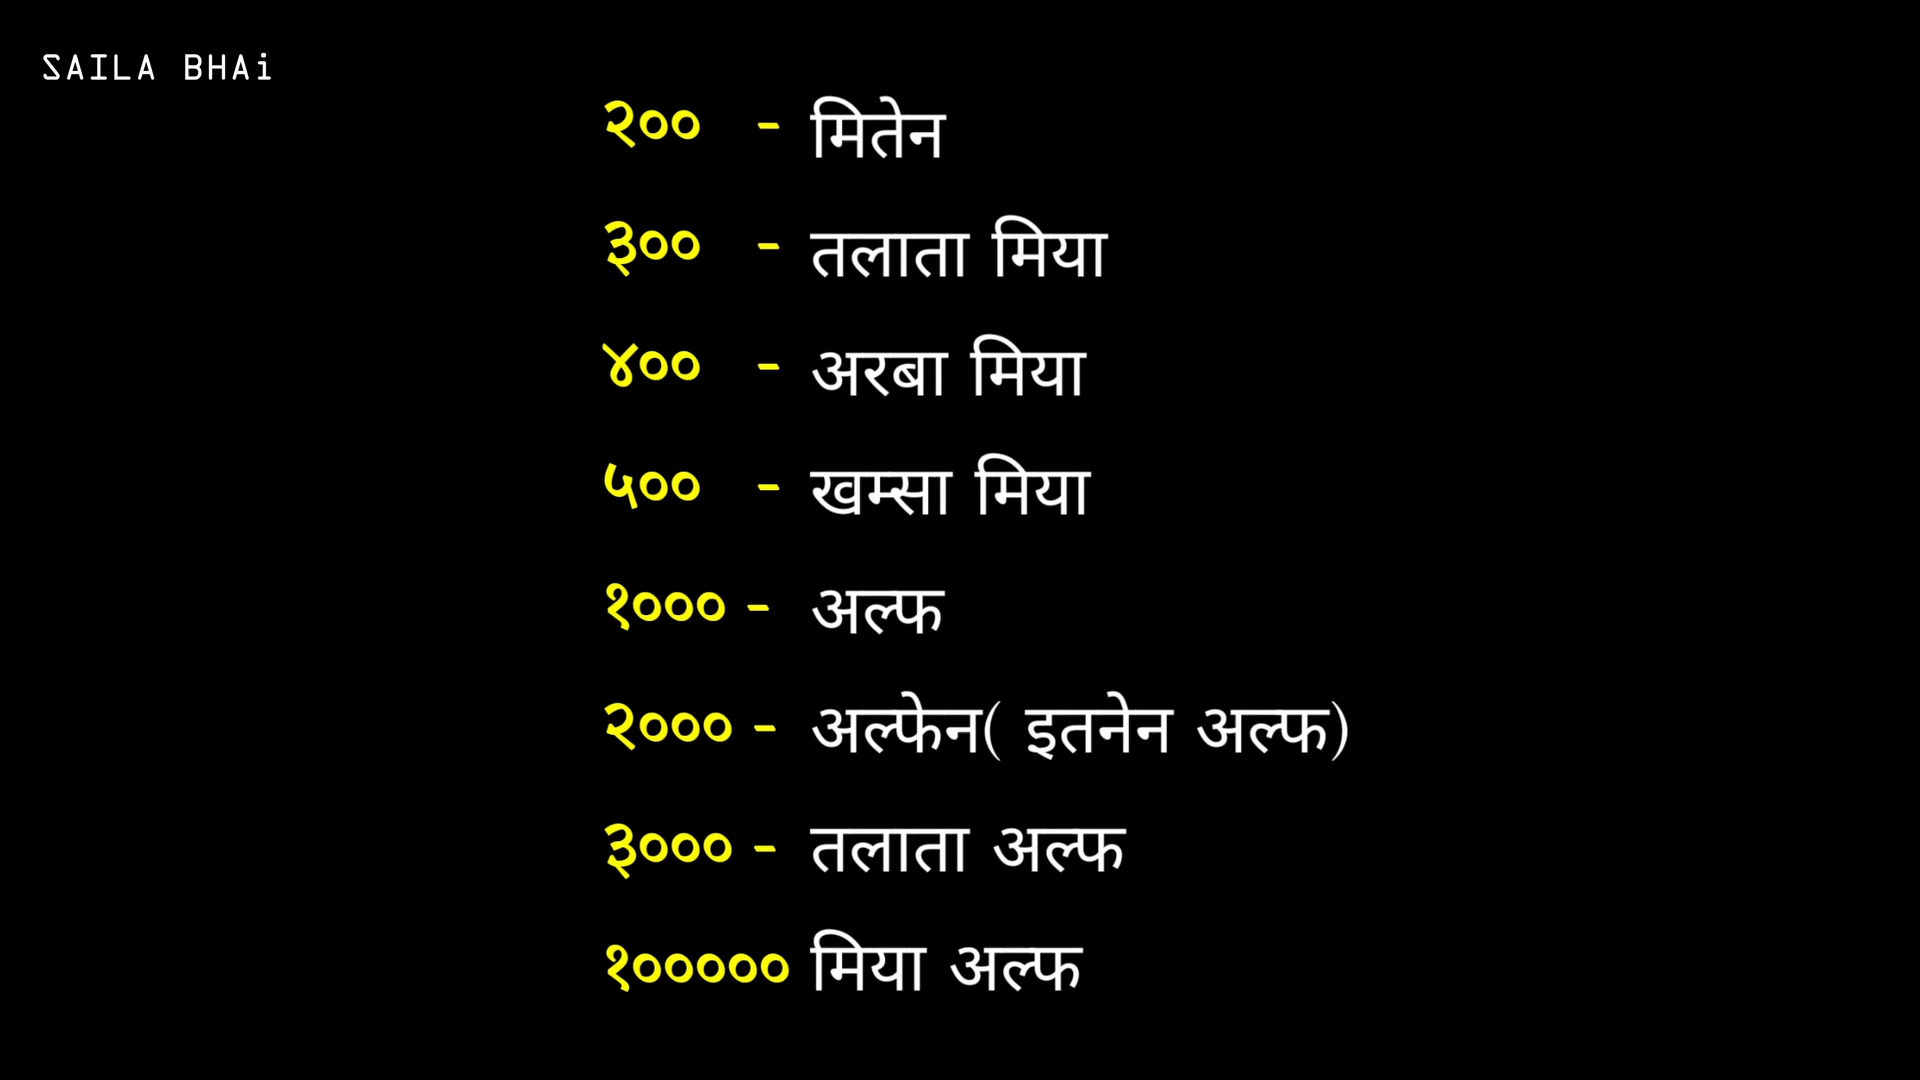 SAILA BHAi
२०० - मितेन
३०० - तलाता मिया
४०० - अरबा मिया
५०० - खम्सा मिया
१००० - अल्फ
२००० - अल्फेन( इतनेन अल्फ)
३००० - तलाता अल्फ
१००००० मिया अल्फ